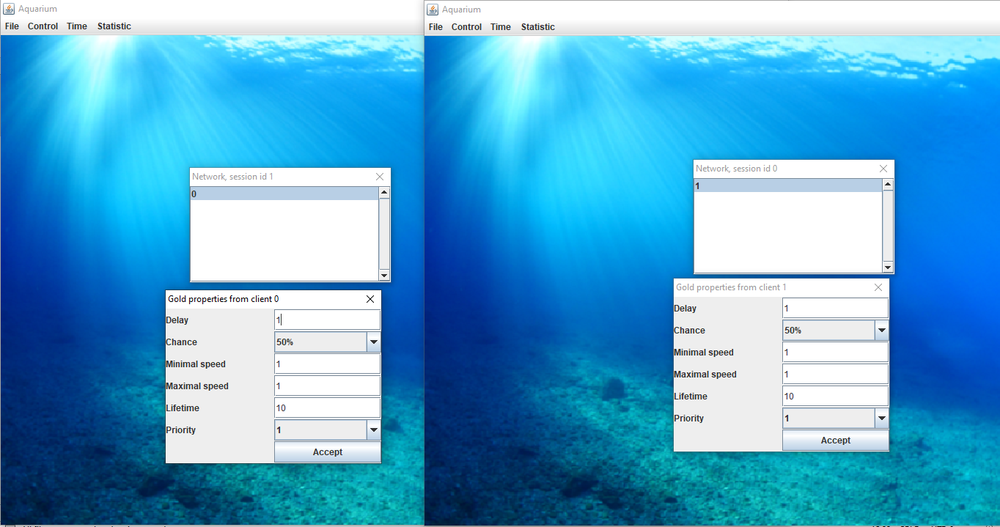 Aquarium
File Control Time Statistic
Network, session id 1
0
Gold properties from client 0
Delay 1
Chance 50%
Minimal speed 1
Maximal speed 1
Lifetime 10
Priority 1
Accept
Aquarium
File Control Time Statistic
Network, session id 0
1
Gold properties from client 1
Delay 1
Chance 50%
Minimal speed 1
Maximal speed 1
Lifetime 10
Priority 1
Accept